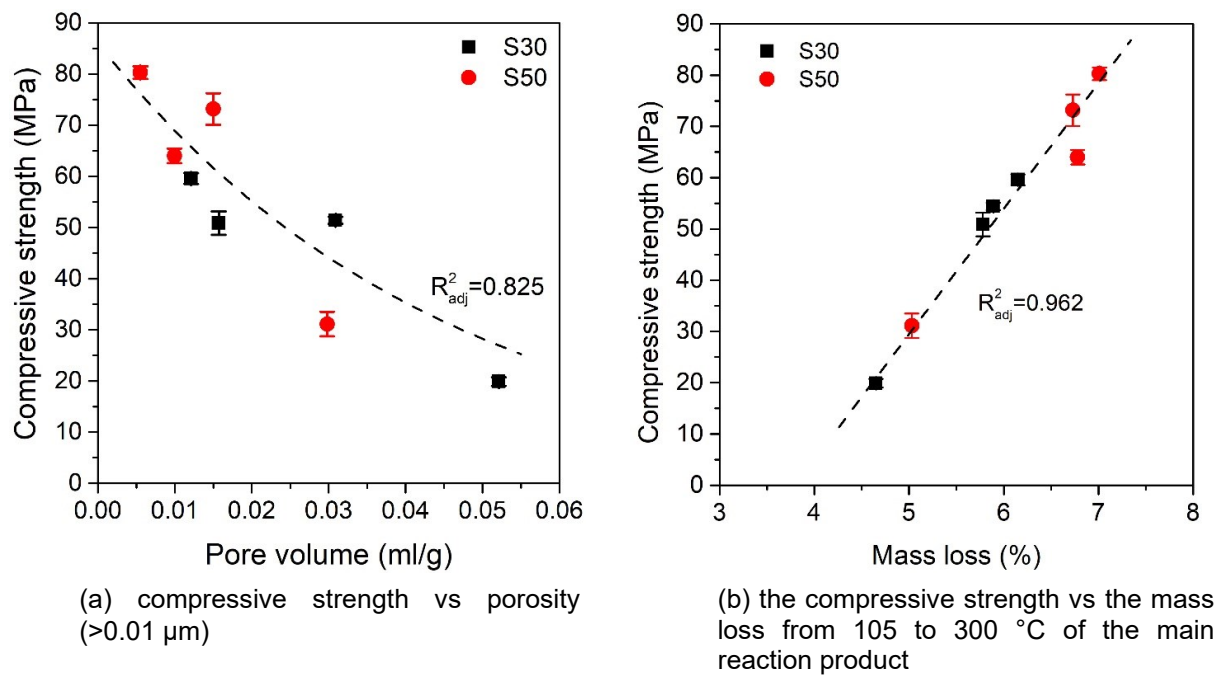 90
80
70
60
50
40
30
20
10
0
Compressive strength (MPa)
S30
S50
R²adj=0.825
0.00 0.01 0.02 0.03 0.04 0.05 0.06
Pore volume (ml/g)
(a) compressive strength vs porosity
(>0.01 µm)
90
80
70
60
50
40
30
20
10
0
Compressive strength (MPa)
S30
S50
R²adj=0.962
3 4 5 6 7 8
Mass loss (%)
(b) the compressive strength vs the mass
loss from 105 to 300 °C of the main
reaction product